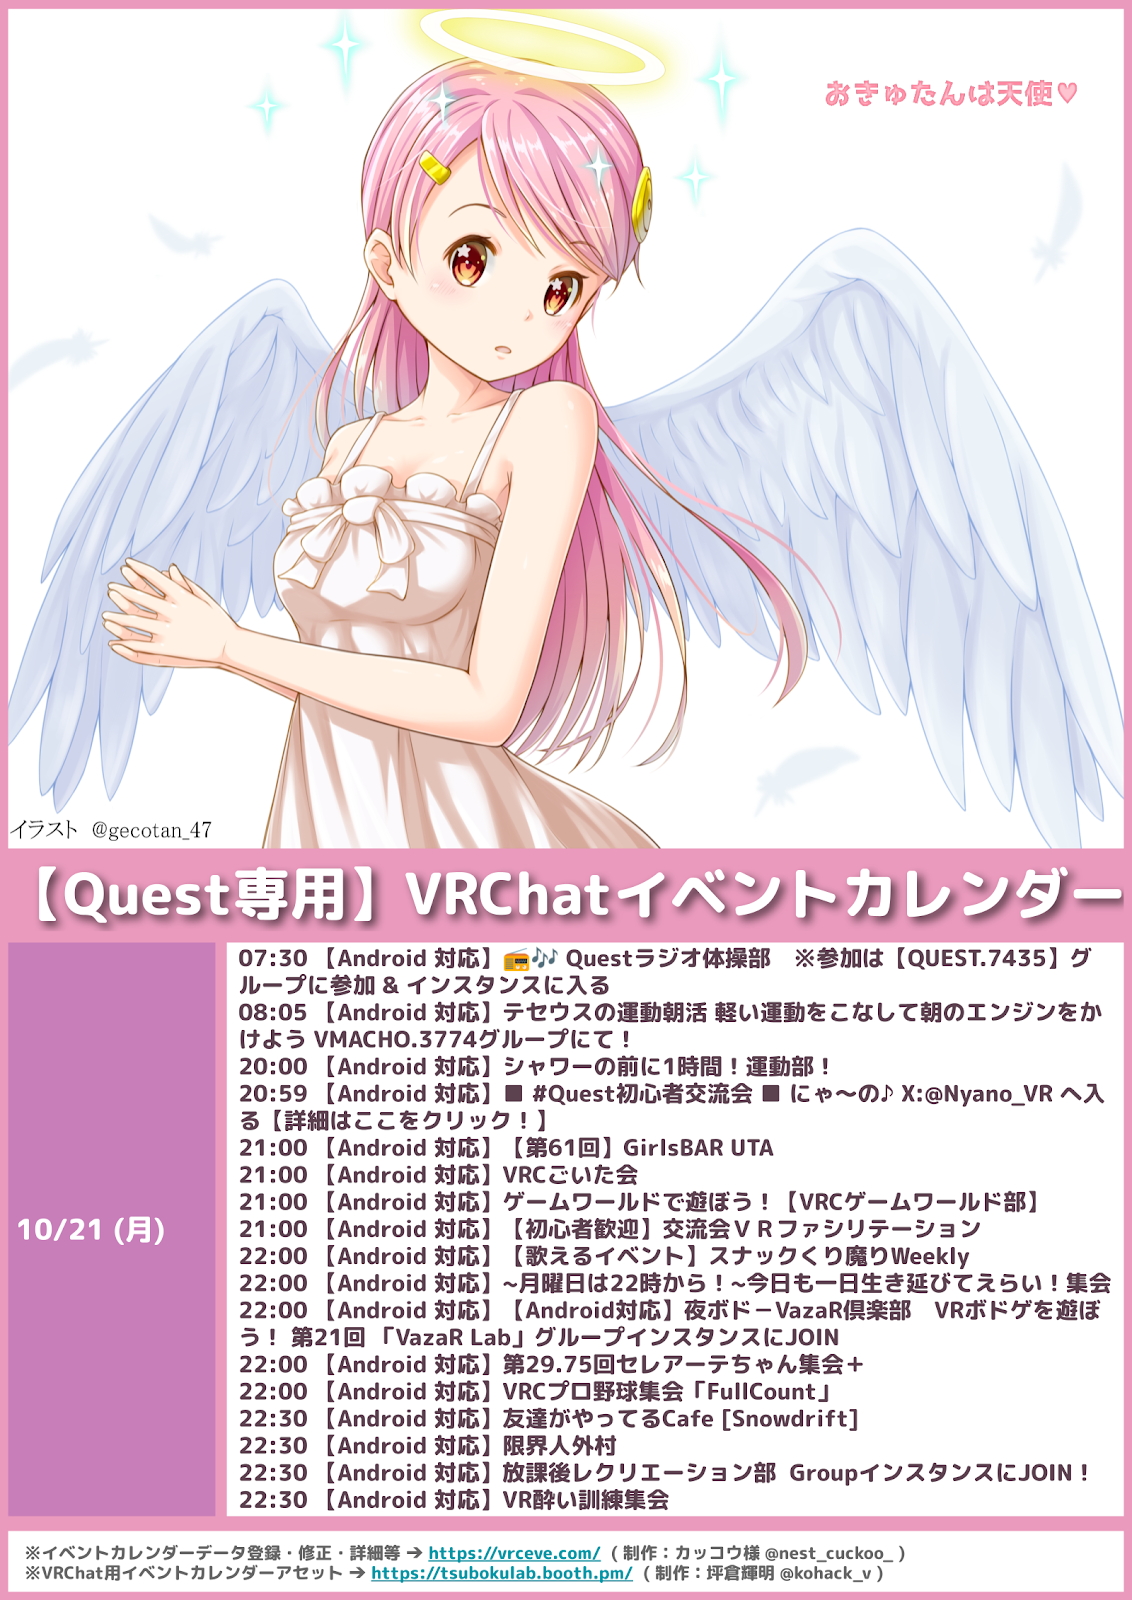 おきゅたんは天使♥
イラスト @gecotan_47
【Quest専用】VRChatイベントカレンダー
10/21 (月)
07:30 【Android 対応】📻🎶 Questラジオ体操部　※参加は【QUEST.7435】グ
ループに参加 & インスタンスに入る
08:05 【Android 対応】テセウスの運動朝活 軽い運動をこなして朝のエンジンをか
けよう VMACHO.3774グループにて！
20:00 【Android 対応】シャワーの前に1時間！運動部！
20:59 【Android 対応】■ #Quest初心者交流会 ■ にゃ～の♪ X:@Nyano_VR へ入
る【詳細はここをクリック！】
21:00 【Android 対応】【第61回】GirlsBAR UTA
21:00 【Android 対応】VRCごいた会
21:00 【Android 対応】ゲームワールドで遊ぼう！【VRCゲームワールド部】
21:00 【Android 対応】【初心者歓迎】交流会ＶＲファシリテーション
22:00 【Android 対応】【歌えるイベント】スナックくり魔りWeekly
22:00 【Android 対応】~月曜日は22時から！~今日も一日生き延びてえらい！集会
22:00 【Android 対応】【Android対応】夜ボドーVazaR倶楽部　VRボドゲを遊ぼ
う！ 第21回 「VazaR Lab」グループインスタンスにJOIN
22:00 【Android 対応】第29.75回セレアーテちゃん集会＋
22:00 【Android 対応】VRCプロ野球集会「FullCount」
22:30 【Android 対応】友達がやってるCafe [Snowdrift]
22:30 【Android 対応】限界人外村
22:30 【Android 対応】放課後レクリエーション部 GroupインスタンスにJOIN！
22:30 【Android 対応】VR酔い訓練集会
※イベントカレンダーデータ登録・修正・詳細等 → https://vrceve.com/ ( 制作：カッコウ様 @nest_cuckoo_ )
※VRChat用イベントカレンダーアセット → https://tsubokulab.booth.pm/ ( 制作：坪倉輝明 @kohack_v )